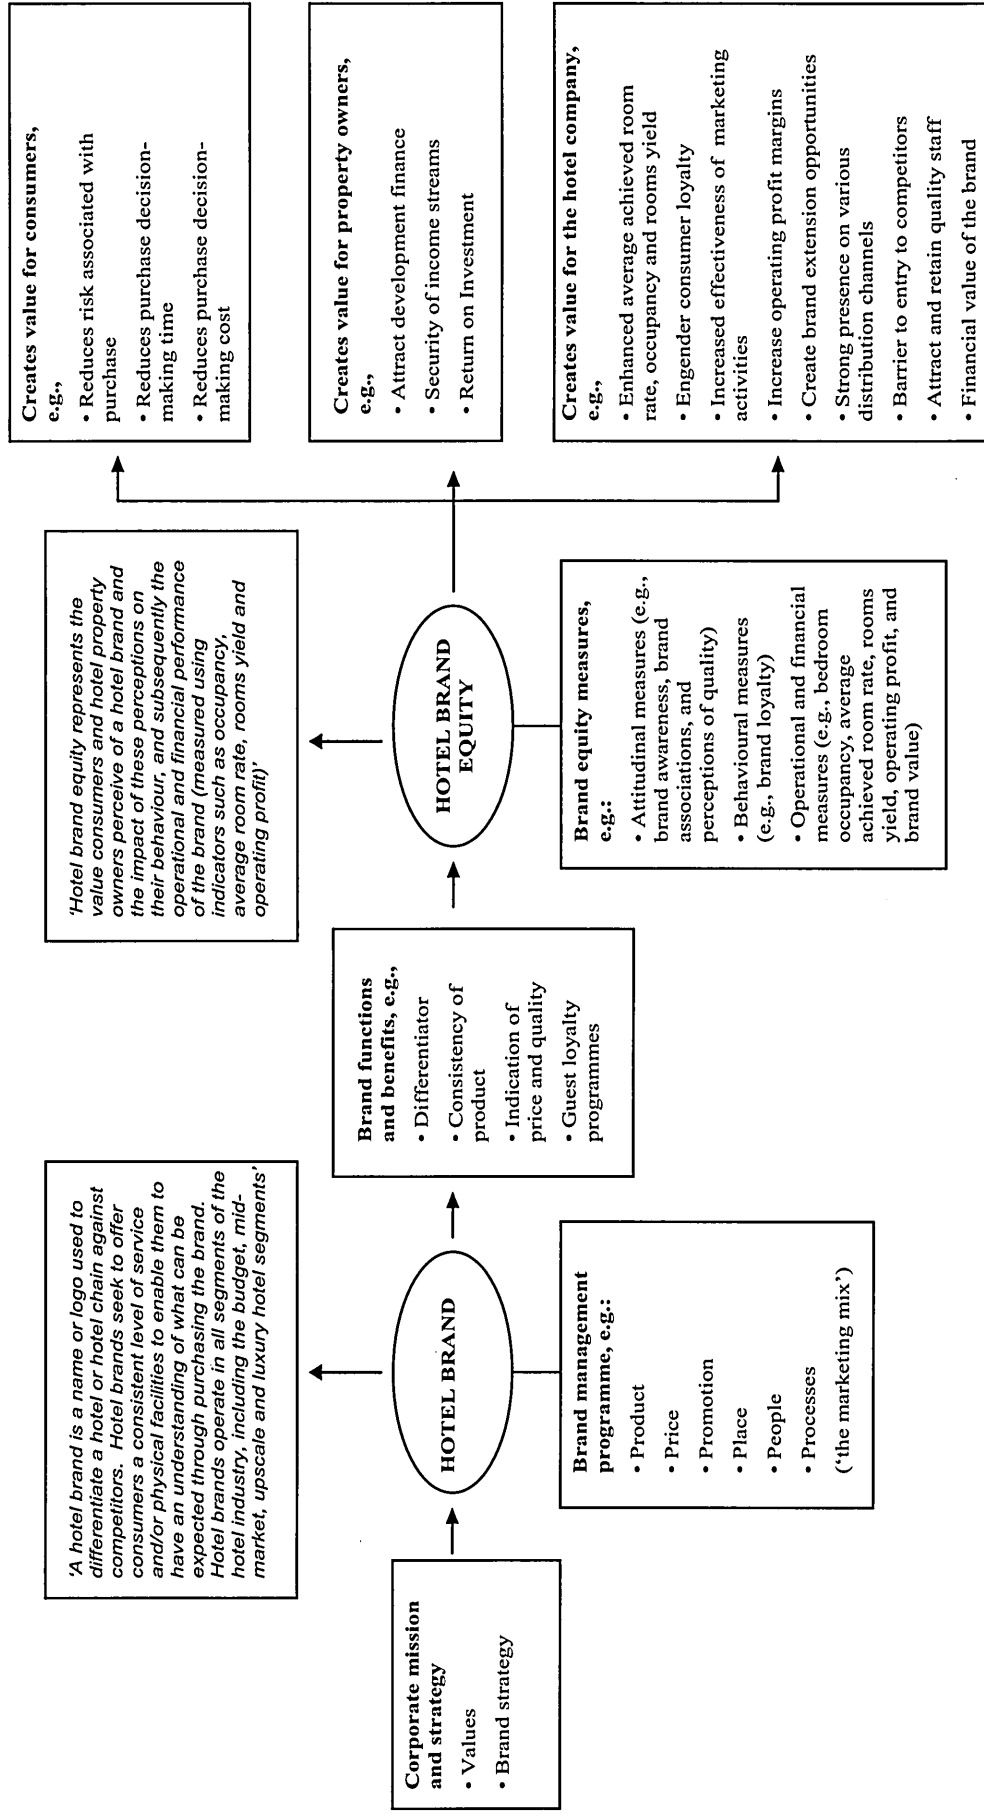 Corporate mission
and strategy
• Values
• Brand strategy
'A hotel brand is a name or logo used to
differentiate a hotel or hotel chain against
competitors. Hotel brands seek to offer
consumers a consistent level of service
and/or physical facilities to enable them to
have an understanding of what can be
expected through purchasing the brand.
Hotel brands operate in all segments of the
hotel industry, including the budget, mid-
market, upscale and luxury hotel segments'
HOTEL BRAND
Brand management
programme, e.g.:
• Product
• Price
• Promotion
• Place
• People
• Processes
('the marketing mix')
Brand functions
and benefits, e.g.,
• Differentiator
• Consistency of
product
• Indication of
price and quality
• Guest loyalty
programmes
'Hotel brand equity represents the
value consumers and hotel property
owners perceive of a hotel brand and
the impact of these perceptions on
their behaviour, and subsequently the
operational and financial performance
of the brand (measured using
indicators such as occupancy,
average room rate, rooms yield and
operating profit)'
HOTEL BRAND
EQUITY
Brand equity measures,
e.g.:
• Attitudinal measures (e.g.,
brand awareness, brand
associations, and
perceptions of quality)
• Behavioural measures
(e.g., brand loyalty)
• Operational and financial
measures (e.g., bedroom
occupancy, average
achieved room rate, rooms
yield, operating profit, and
brand value)
Creates value for consumers,
e.g.,
• Reduces risk associated with
purchase
• Reduces purchase decision-
making time
• Reduces purchase decision-
making cost
Creates value for property owners,
e.g.,
• Attract development finance
• Security of income streams
• Return on Investment
Creates value for the hotel company,
e.g.,
• Enhanced average achieved room
rate, occupancy and rooms yield
• Engender consumer loyalty
• Increased effectiveness of marketing
activities
• Increase operating profit margins
• Create brand extension opportunities
• Strong presence on various
distribution channels
• Barrier to entry to competitors
• Attract and retain quality staff
• Financial value of the brand